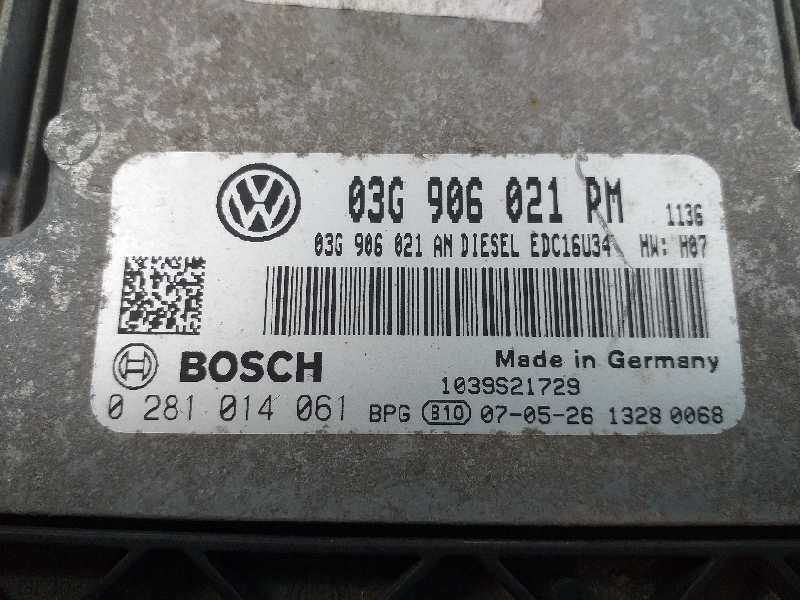 03G 906 021 PM 1136
03G 906 021 AN DIESEL EDC16U34 HW: H07
BOSCH
Made in Germany
1039S21729
0 281 014 061 BPG B10 07-05-26 1328 0068